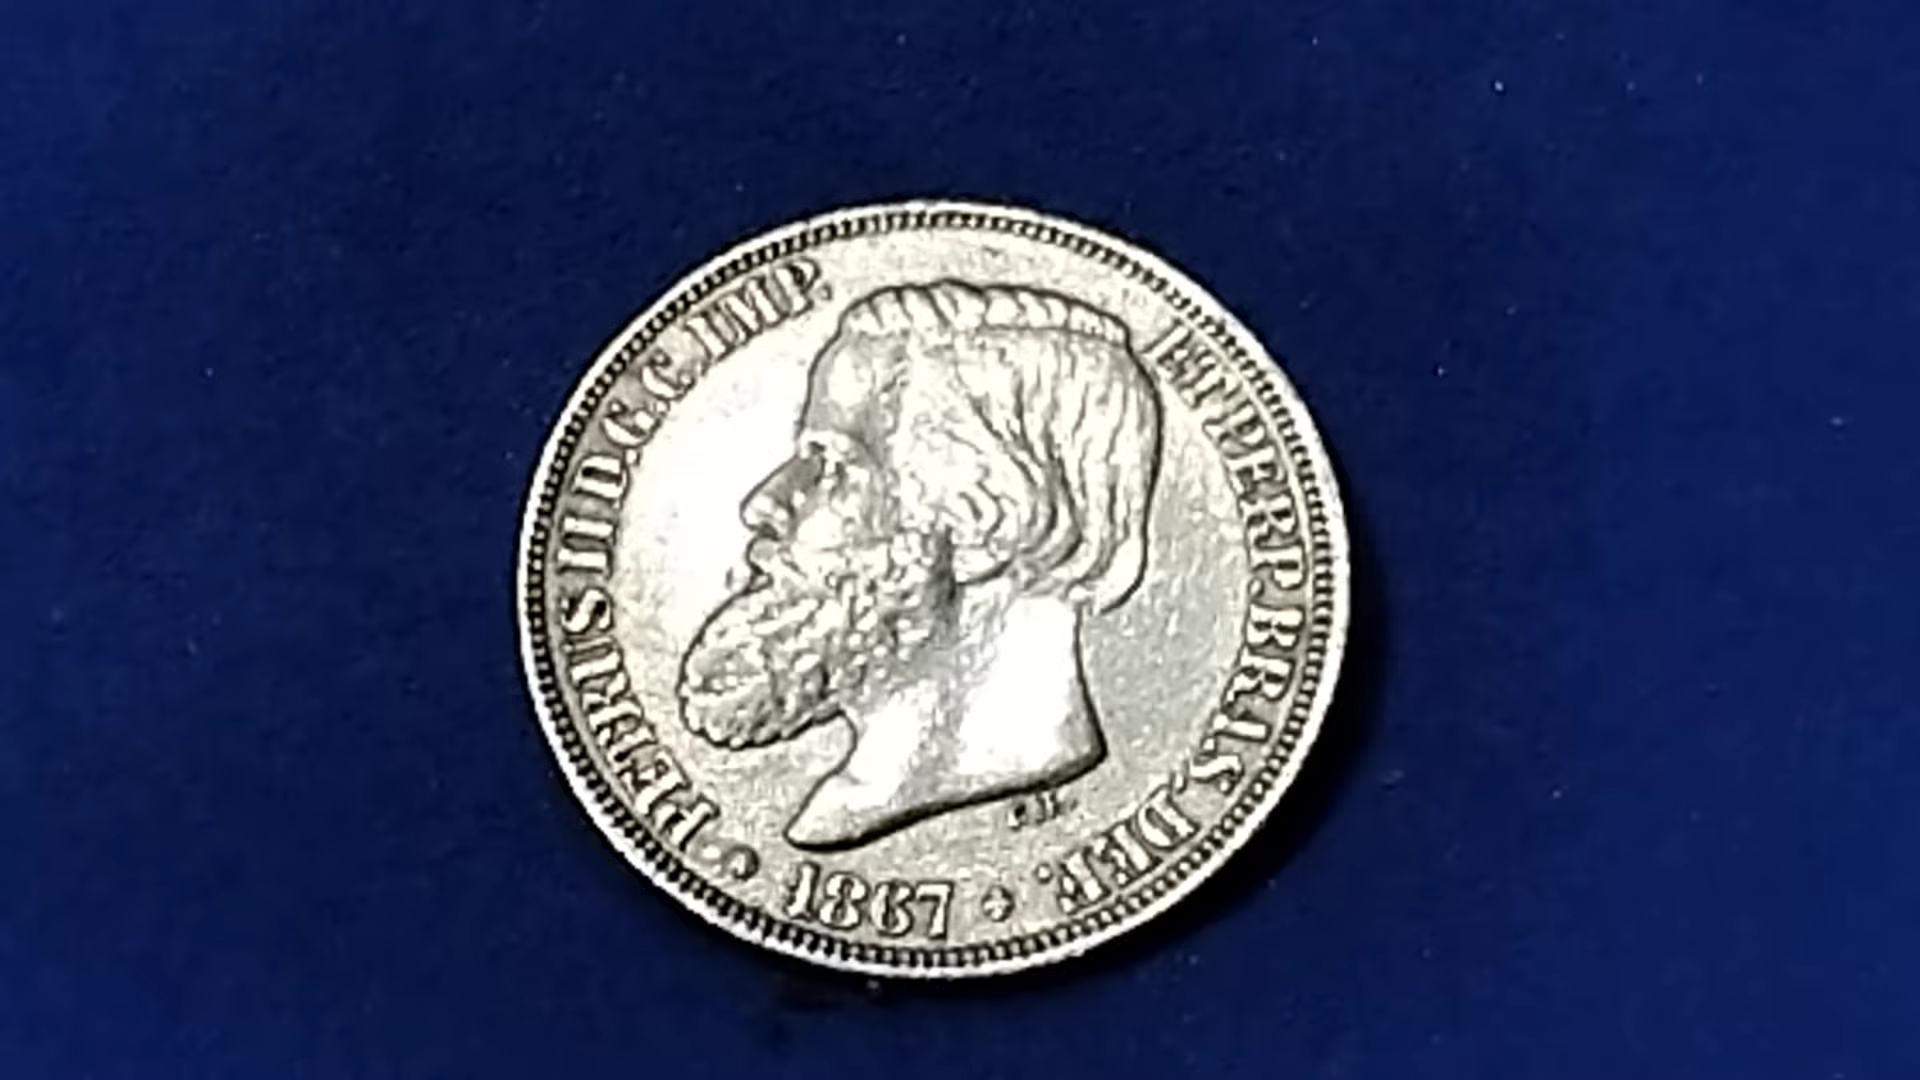 PETRUS II D.G.C.IMP.
ET PERP.BRAS.DEF.
1867